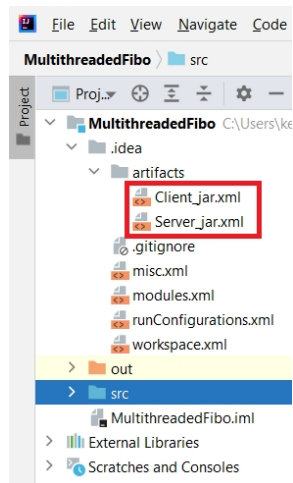 File Edit View Navigate Code
MultithreadedFibo src
Project
Proj...
MultithreadedFibo C:\Users\ke
.idea
artifacts
Client_jar.xml
Server_jar.xml
.gitignore
misc.xml
modules.xml
runConfigurations.xml
workspace.xml
out
src
MultithreadedFibo.iml
External Libraries
Scratches and Consoles